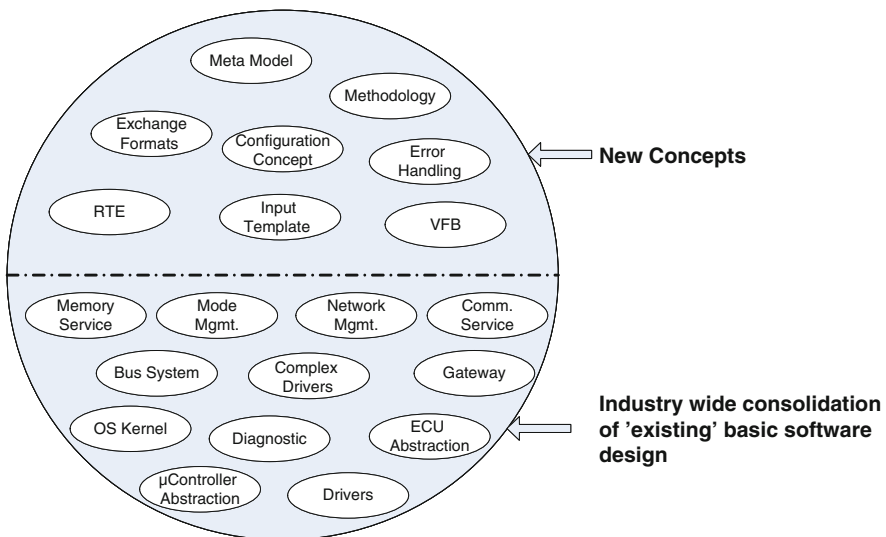 Meta Model
Methodology
Exchange
Formats
Configuration
Concept
Error
Handling
New Concepts
RTE
Input
Template
VFB
Memory
Service
Mode
Mgmt.
Network
Mgmt.
Comm.
Service
Bus System
Complex
Drivers
Gateway
OS Kernel
Diagnostic
ECU
Abstraction
Industry wide consolidation
of ’existing’ basic software
design
µController
Abstraction
Drivers